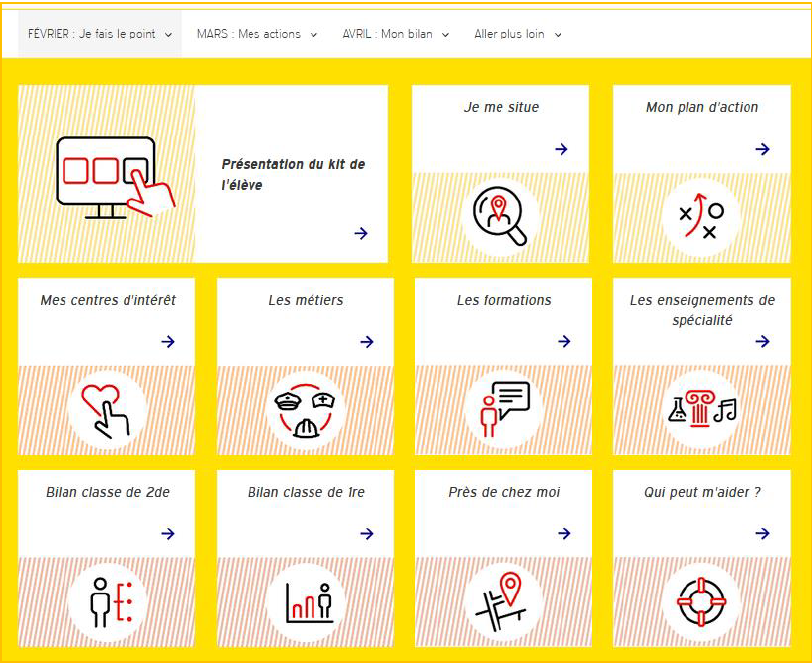 FÉVRIER : Je fais le point
MARS : Mes actions
AVRIL : Mon bilan
Aller plus loin
Présentation du kit de
l'élève
Je me situe
Mon plan d'action
Mes centres d'intérêt
Les métiers
Les formations
Les enseignements de
spécialité
Bilan classe de 2de
Bilan classe de 1re
Près de chez moi
Qui peut m'aider ?